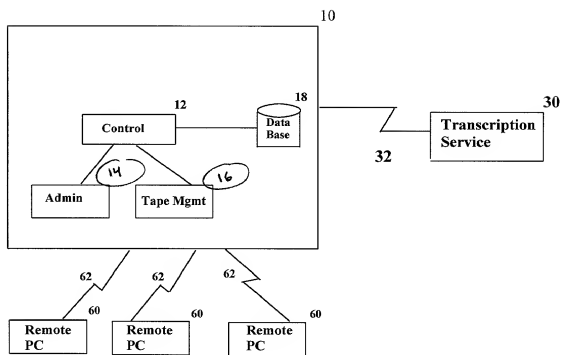 10
12
18
Control
Data
Base
30
Transcription
Service
32
14
16
Admin
Tape Mgmt
62
62
62
60
60
60
Remote
PC
Remote
PC
Remote
PC